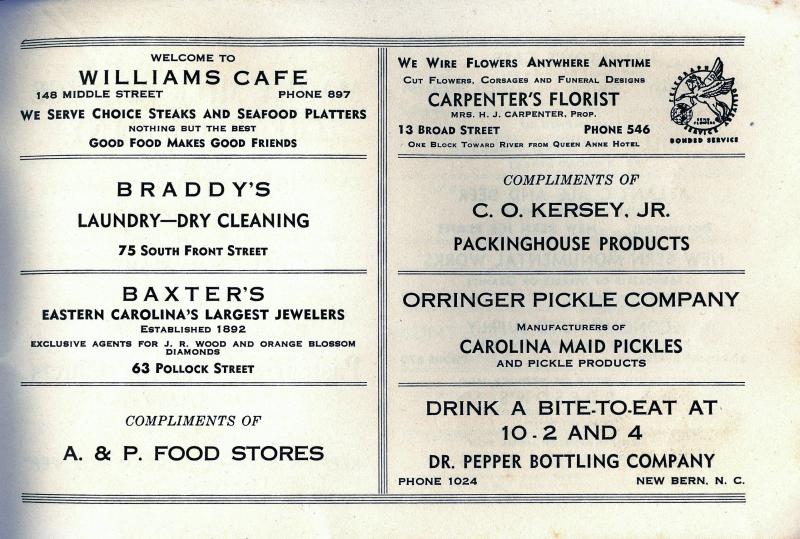 WELCOME TO
WILLIAMS CAFE
148 MIDDLE STREET PHONE 897
WE SERVE CHOICE STEAKS AND SEAFOOD PLATTERS
NOTHING BUT THE BEST
GOOD FOOD MAKES GOOD FRIENDS
BRADDY'S
LAUNDRY—DRY CLEANING
75 SOUTH FRONT STREET
BAXTER'S
EASTERN CAROLINA'S LARGEST JEWELERS
ESTABLISHED 1892
EXCLUSIVE AGENTS FOR J. R. WOOD AND ORANGE BLOSSOM
DIAMONDS
63 POLLOCK STREET
COMPLIMENTS OF
A. & P. FOOD STORES
WE WIRE FLOWERS ANYWHERE ANYTIME
CUT FLOWERS, CORSAGES AND FUNERAL DESIGNS
CARPENTER'S FLORIST
MRS. H. J. CARPENTER, PROP.
13 BROAD STREET PHONE 546
ONE BLOCK TOWARD RIVER FROM QUEEN ANNE HOTEL
TELEGRAPH DELIVERY SERVICE
SEND FLOWERS
BONDED SERVICE
COMPLIMENTS OF
C. O. KERSEY, JR.
PACKINGHOUSE PRODUCTS
ORRINGER PICKLE COMPANY
MANUFACTURERS OF
CAROLINA MAID PICKLES
AND PICKLE PRODUCTS
DRINK A BITE-TO-EAT AT
10 - 2 AND 4
DR. PEPPER BOTTLING COMPANY
PHONE 1024 NEW BERN, N. C.